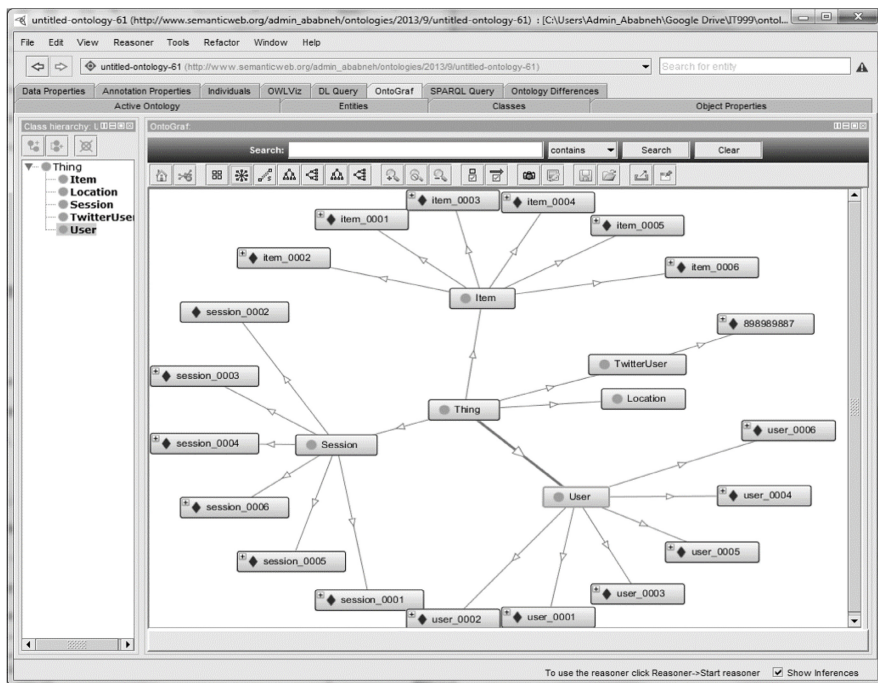 untitled-ontology-61 (http://www.semanticweb.org/admin_ababneh/ontologies/2013/9/untitled-ontology-61) : [C:\Users\Admin_Ababneh\Google Drive\IT999\ontol...
File Edit View Reasoner Tools Refactor Window Help
untitled-ontology-61 (http://www.semanticweb.org/admin_ababneh/ontologies/2013/9/untitled-ontology-61)
Search for entity
Data Properties Annotation Properties Individuals OWLViz DL Query OntoGraf SPARQL Query Ontology Differences
Active Ontology Entities Classes Object Properties
Class hierarchy: U
OntoGraf:
Thing
Item
Location
Session
TwitterUser
User
Search: contains Search Clear
item_0003
item_0004
item_0001
item_0005
item_0002
item_0006
Item
session_0002
898989887
TwitterUser
session_0003
Location
Thing
user_0006
session_0004
Session
User
user_0004
session_0006
user_0005
session_0005
user_0003
session_0001
user_0002
user_0001
To use the reasoner click Reasoner->Start reasoner Show Inferences